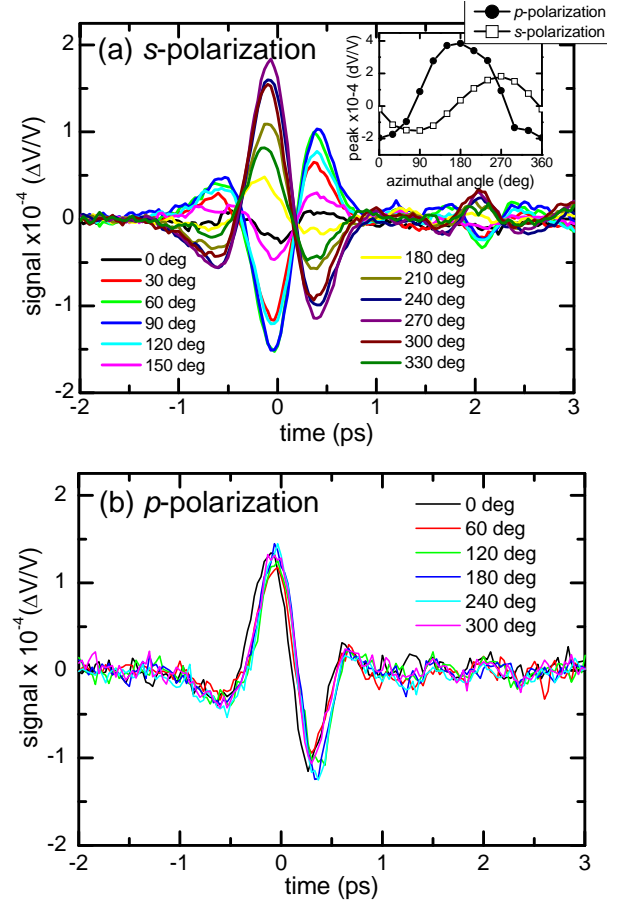 p-polarization
s-polarization
(a) s-polarization
peak x10-4 (dV/V)
4
2
0
-2
0 90 180 270 360
azimuthal angle (deg)
signal x10⁻⁴ (ΔV/V)
2
1
0
-1
-2
0 deg
30 deg
60 deg
90 deg
120 deg
150 deg
180 deg
210 deg
240 deg
270 deg
300 deg
330 deg
-2 -1 0 1 2 3
time (ps)
(b) p-polarization
signal x 10⁻⁴(ΔV/V)
2
1
0
-1
-2
0 deg
60 deg
120 deg
180 deg
240 deg
300 deg
-2 -1 0 1 2 3
time (ps)